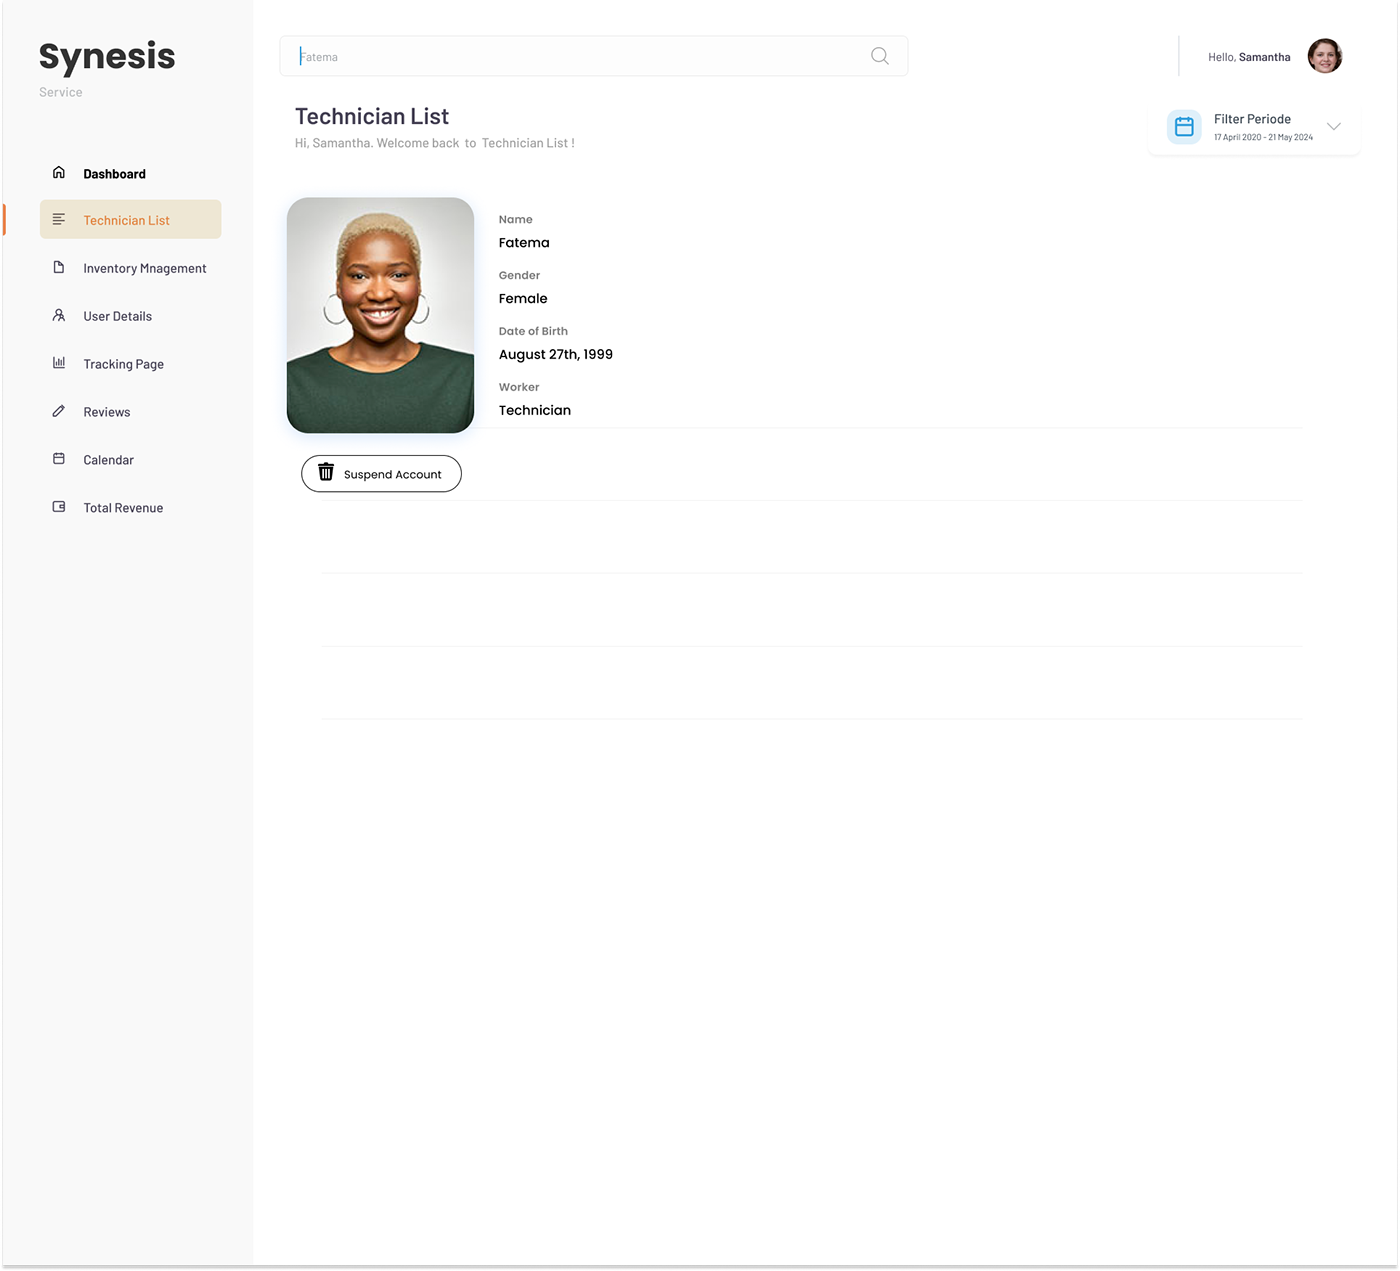 Synesis
Service
Dashboard
Technician List
Inventory Mnagement
User Details
Tracking Page
Reviews
Calendar
Total Revenue
Fatema
Hello, Samantha
Technician List
Hi, Samantha. Welcome back to Technician List !
Filter Periode
17 April 2020 - 21 May 2024
Name
Fatema
Gender
Female
Date of Birth
August 27th, 1999
Worker
Technician
Suspend Account